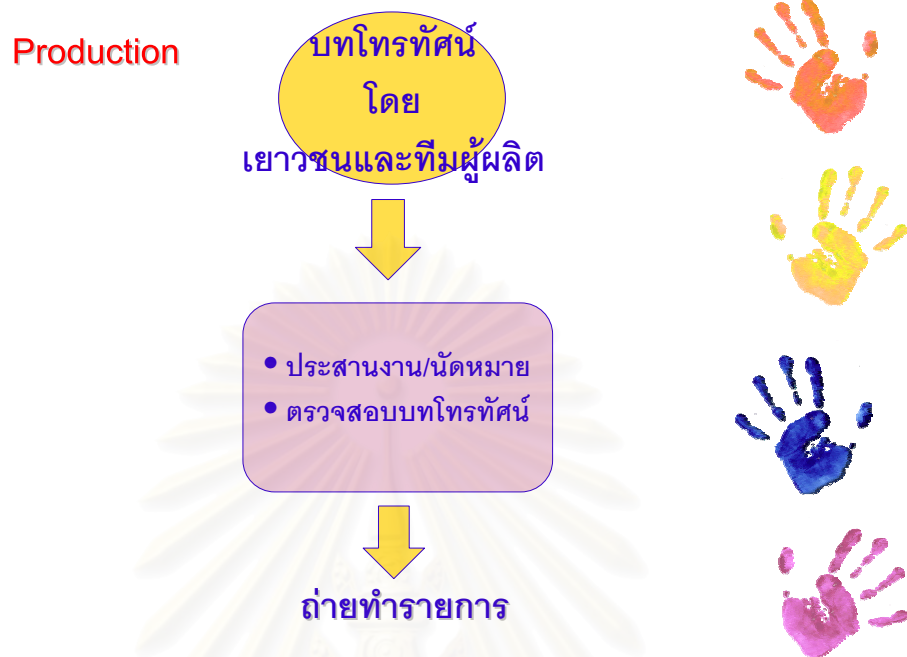 Production
บทโทรทัศน์
โดย
เยาวชนและทีมผู้ผลิต
• ประสานงาน/นัดหมาย
• ตรวจสอบบทโทรทัศน์
ถ่ายทำรายการ